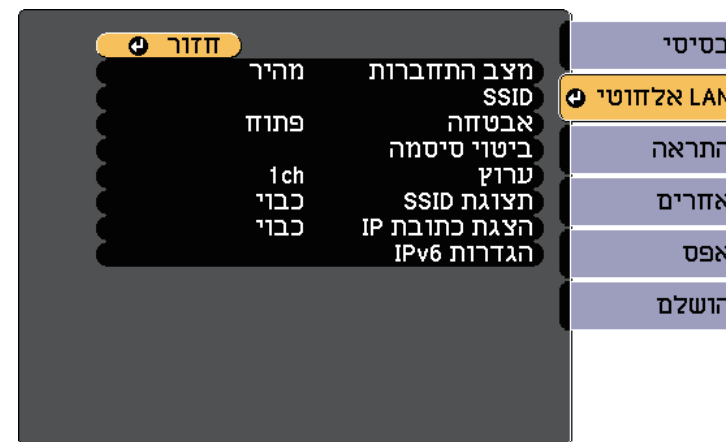 חזור
מצב התחברות מהיר
SSID
אבטחה פתוח
ביטוי סיסמה
ערוץ 1ch
תצוגת SSID כבוי
הצגת כתובת IP כבוי
הגדרות IPv6
בסיסי
LAN אלחוטי
התראה
אחרים
אפס
הושלם